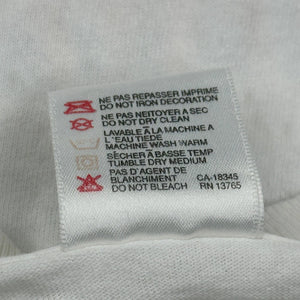 NE PAS REPASSER IMPRIME
DO NOT IRON DECORATION
NE PAS NEITOYER A SEC
DO NOT DRY CLEAN
LAVABLE À LA MACHINE A
L'EAU TIEDE
MACHINE WASH WARM
SÉCHER À BASSE TEMP
TUMBLE DRY MEDIUM
PAS D'AGENT DE
BLANCHIMENT CA-18345
DO NOT BLEACH RN 13765